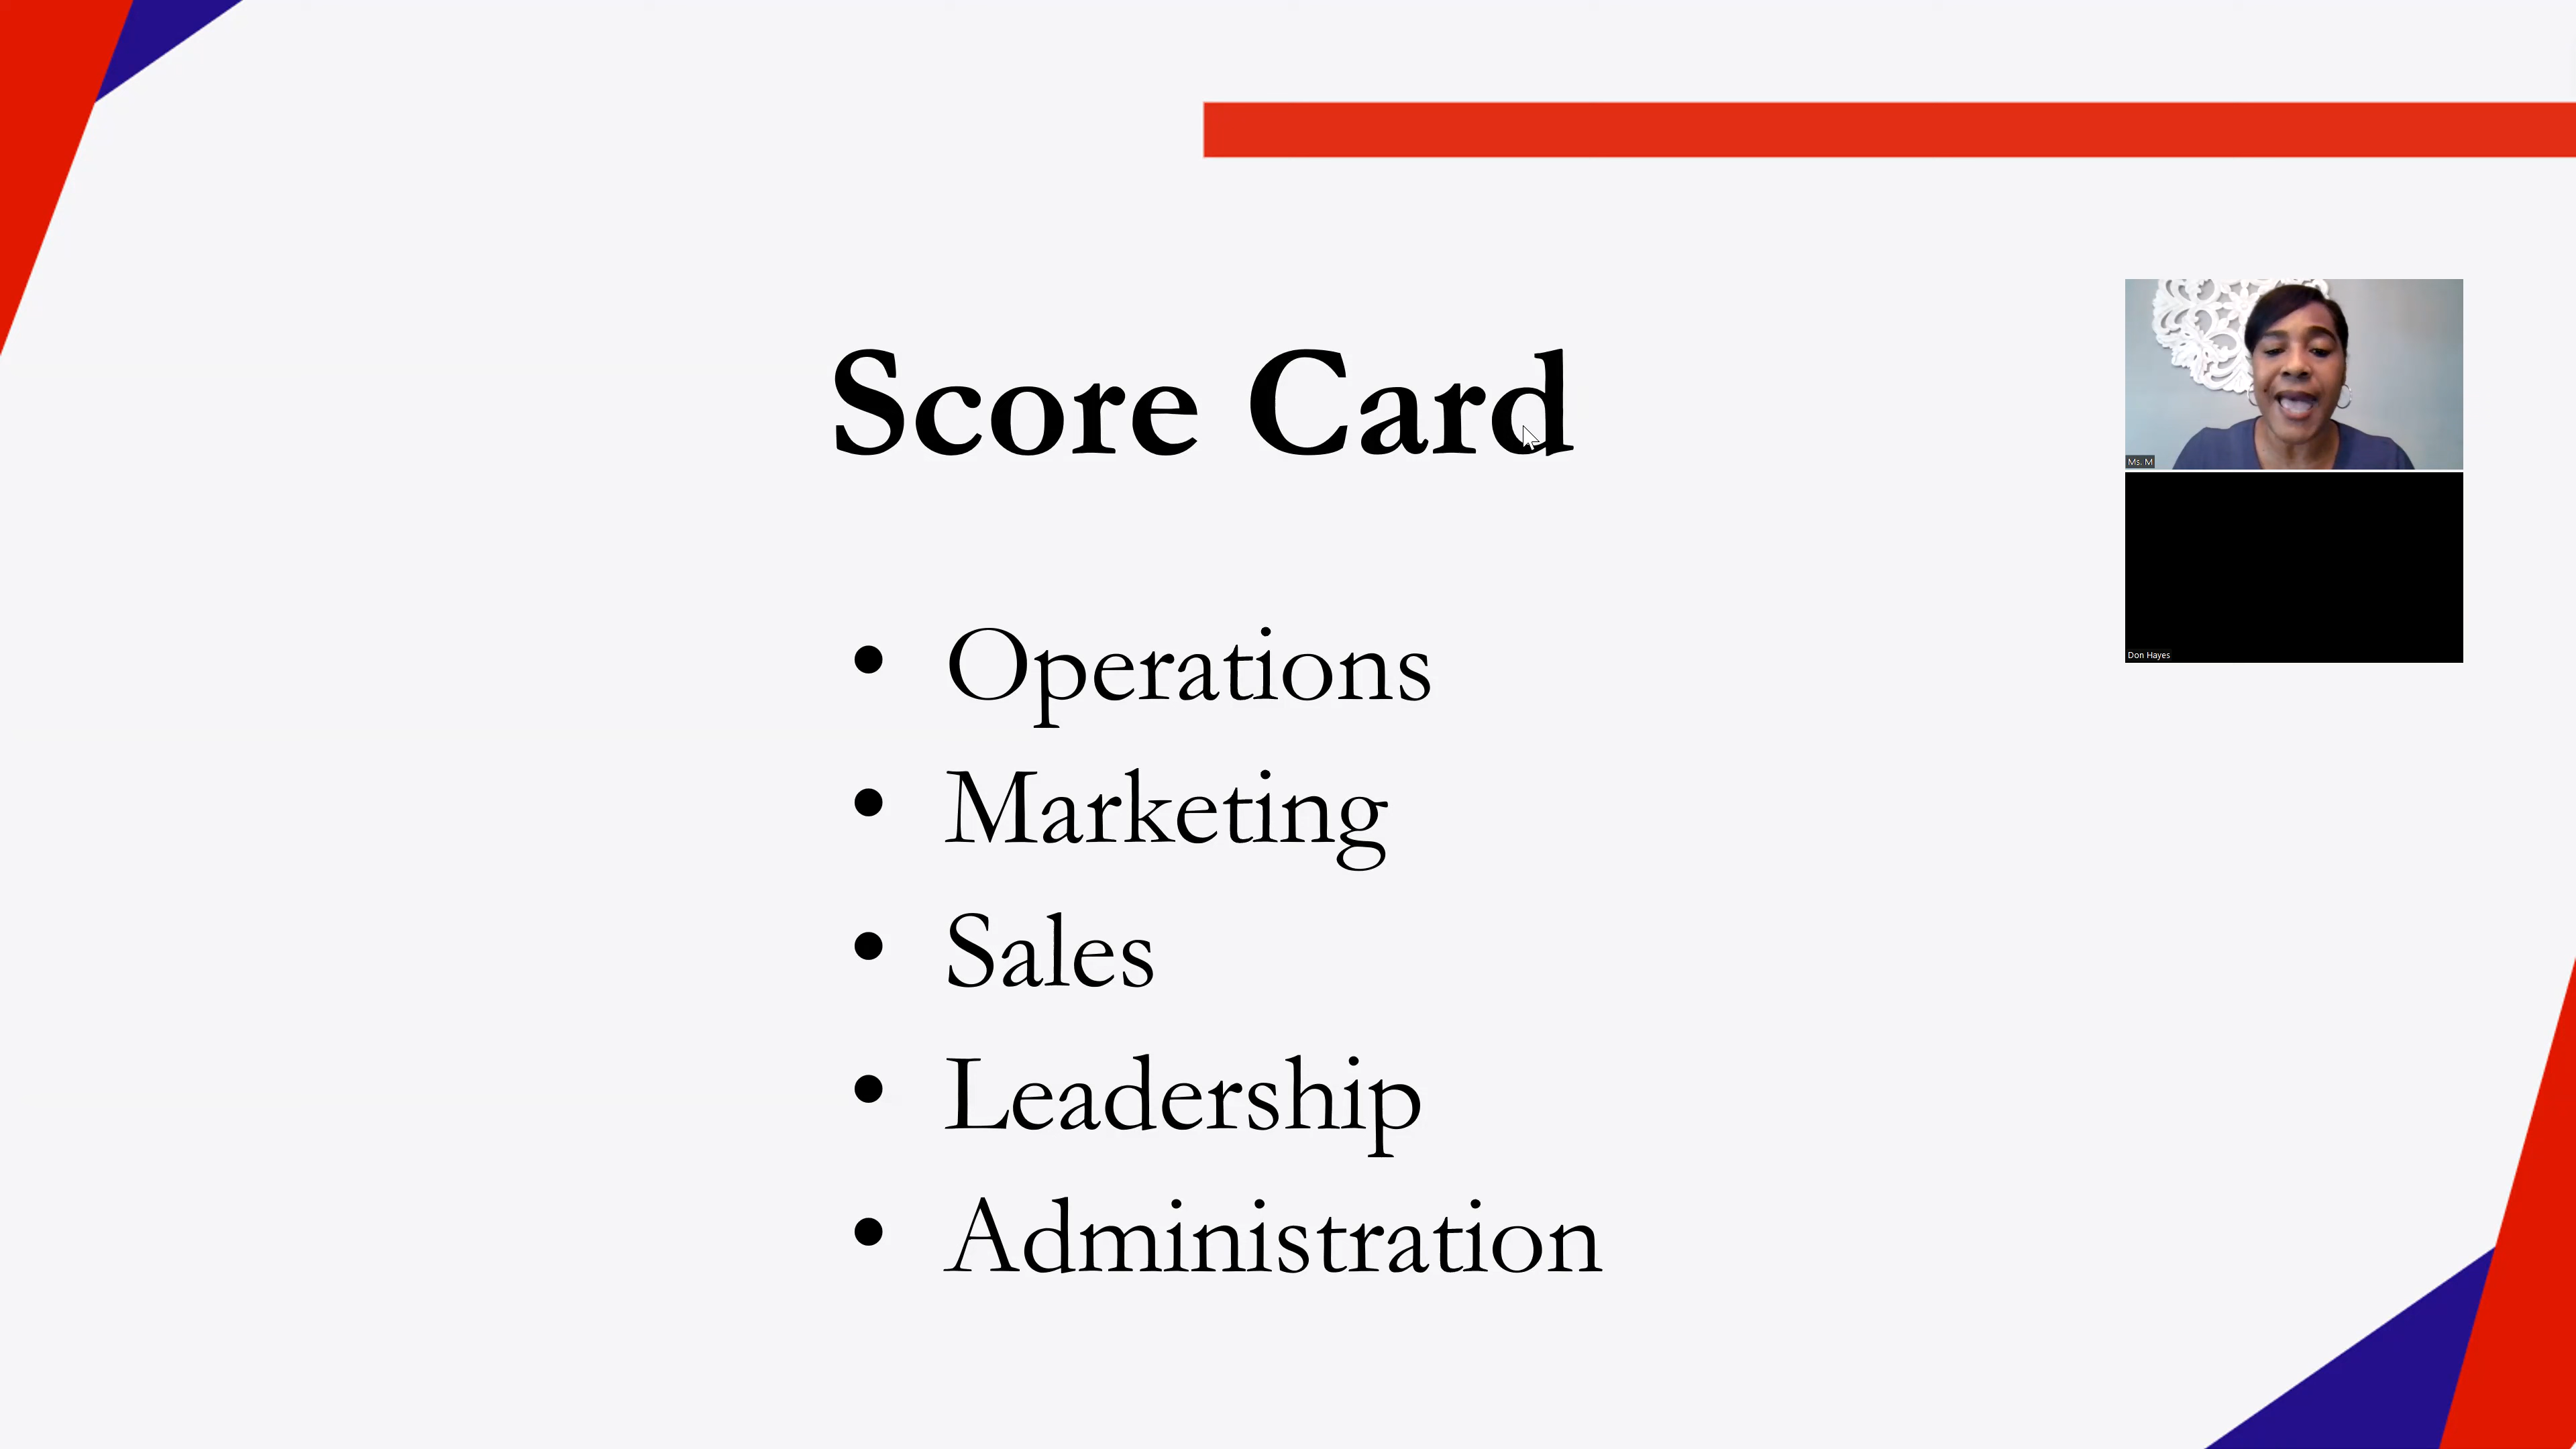 Score Card
• Operations
• Marketing
• Sales
• Leadership
• Administration
Ms. M
Don Hayes